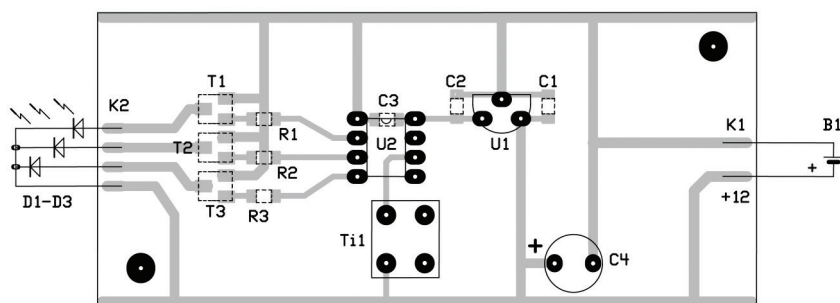 K2
T1
C3
C2
C1
T2
R1
U2
U1
K1
B1
R2
+
+12
D1-D3
T3
R3
Ti1
+
C4